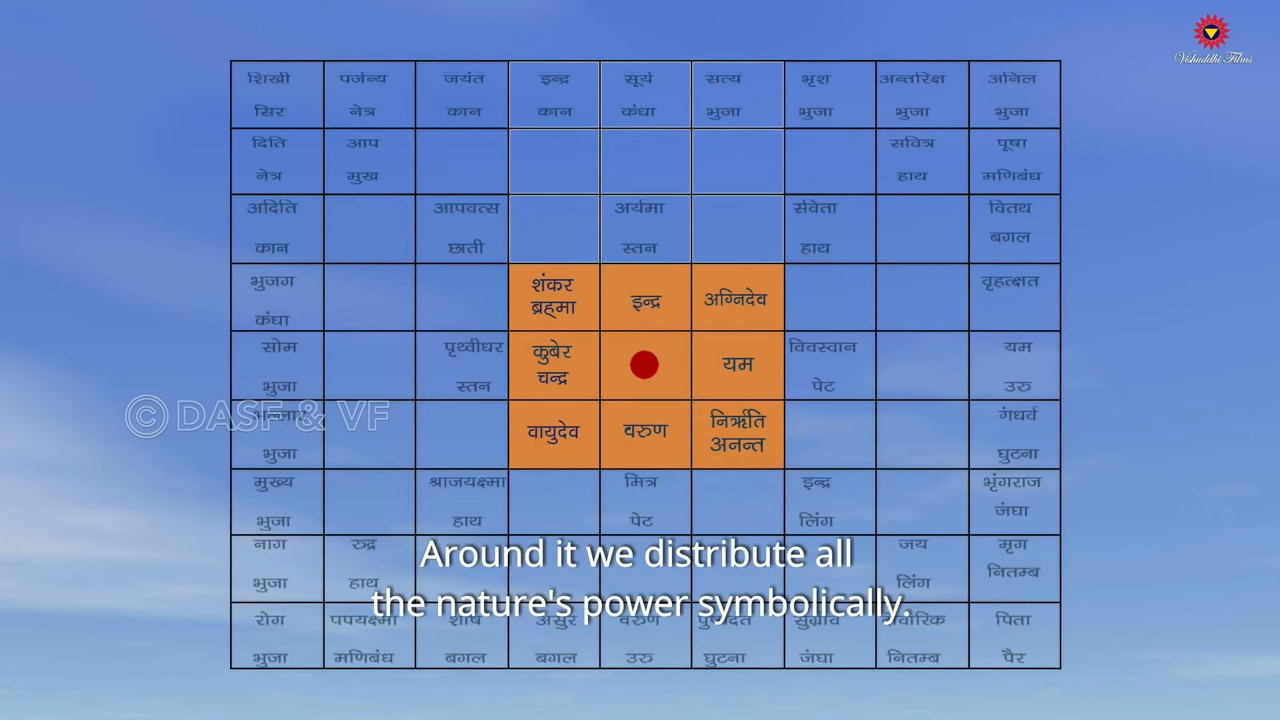 Vishuddhi Films
शिखी पर्जन्य जयंत इन्द्र सूर्य सत्य भृश अन्तरिक्ष अनिल
सिर नेत्र कान कान कंधा भुजा भुजा भुजा भुजा
दिति आप सवित्र पूषा
नेत्र मुख हाथ मणिबंध
अदिति आपवत्स अर्यमा र्सवेता वितथ
कान छाती स्तन हाथ बगल
भुजग शंकर इन्द्र अग्निदेव वृहत्क्षत
कंधा ब्रह्मा
सोम पृथ्वीधर कुबेर यम विवस्वान यम
भुजा स्तन चन्द्र पेट उरु
वायुदेव वरुण निर्ऋति गंधर्व
भुजा अनन्त घुटना
© DASF & VF
मुख्य श्राजयक्ष्मा मित्र इन्द्र भृंगराज
भुजा हाथ पेट लिंग जंघा
नाग रुद्र जय मृग
भुजा हाथ लिंग नितम्ब
Around it we distribute all
the nature's power symbolically.
रोग पपयक्ष्मा वरुण पिता
भुजा मणिबंध बगल बगल उरु घुटना जंघा नितम्ब पैर